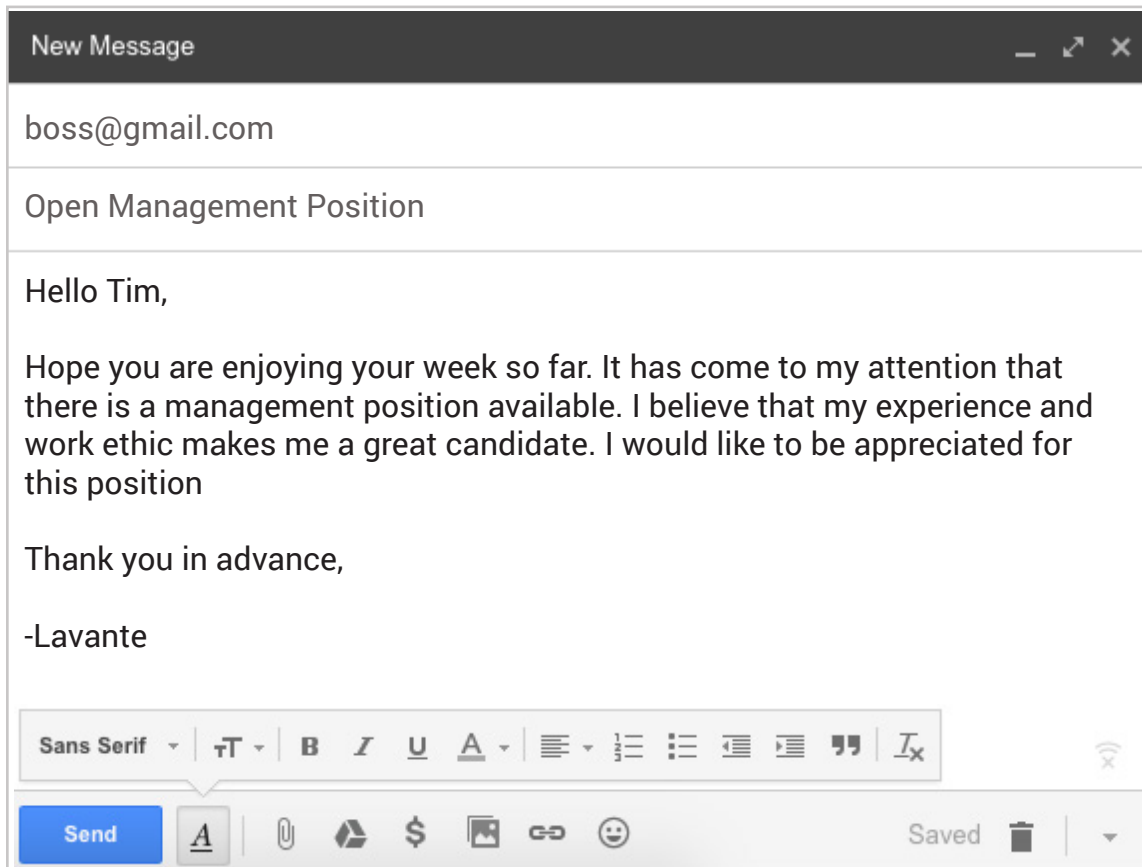 New Message
boss@gmail.com
Open Management Position
Hello Tim,
Hope you are enjoying your week so far. It has come to my attention that
there is a management position available. I believe that my experience and
work ethic makes me a great candidate. I would like to be appreciated for
this position
Thank you in advance,
-Lavante
Sans Serif
Send
Saved